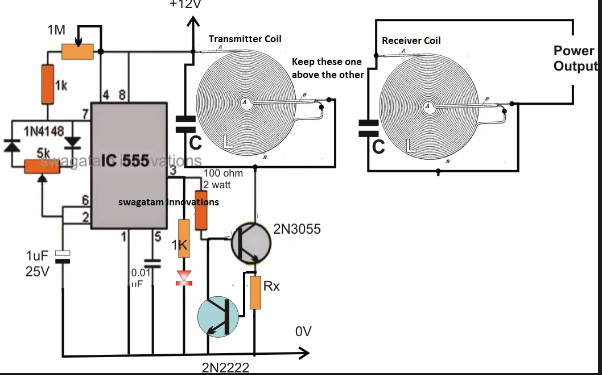 +12V
1M
Transmitter Coil
Receiver Coil
Keep these one
above the other
Power
Output
1k
4 8
7
1N4148
5k
IC 555
swagatam innovations
C
L
C
L
3
100 ohm
2 watt
swagatam innovations
6
2
2N3055
1K
1
5
1uF
25V
0.01
uF
Rx
0V
2N2222